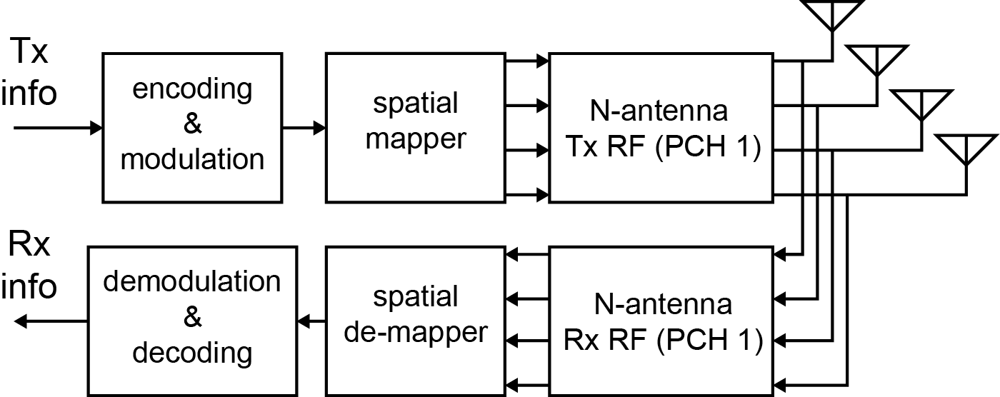 Tx
info
encoding
&
modulation
spatial
mapper
N-antenna
Tx RF (PCH 1)
Rx
info
demodulation
&
decoding
spatial
de-mapper
N-antenna
Rx RF (PCH 1)